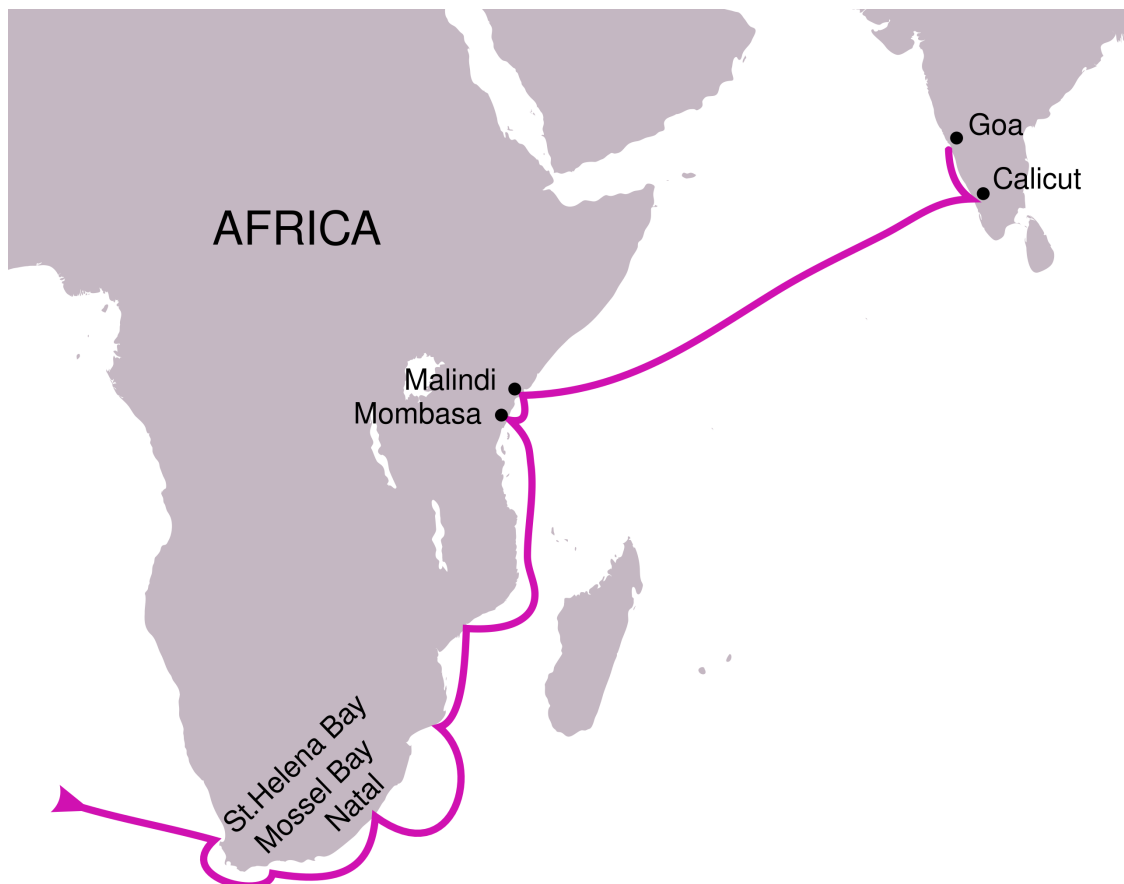 Goa
Calicut
AFRICA
Malindi
Mombasa
St.Helena Bay
Mossel Bay
Natal